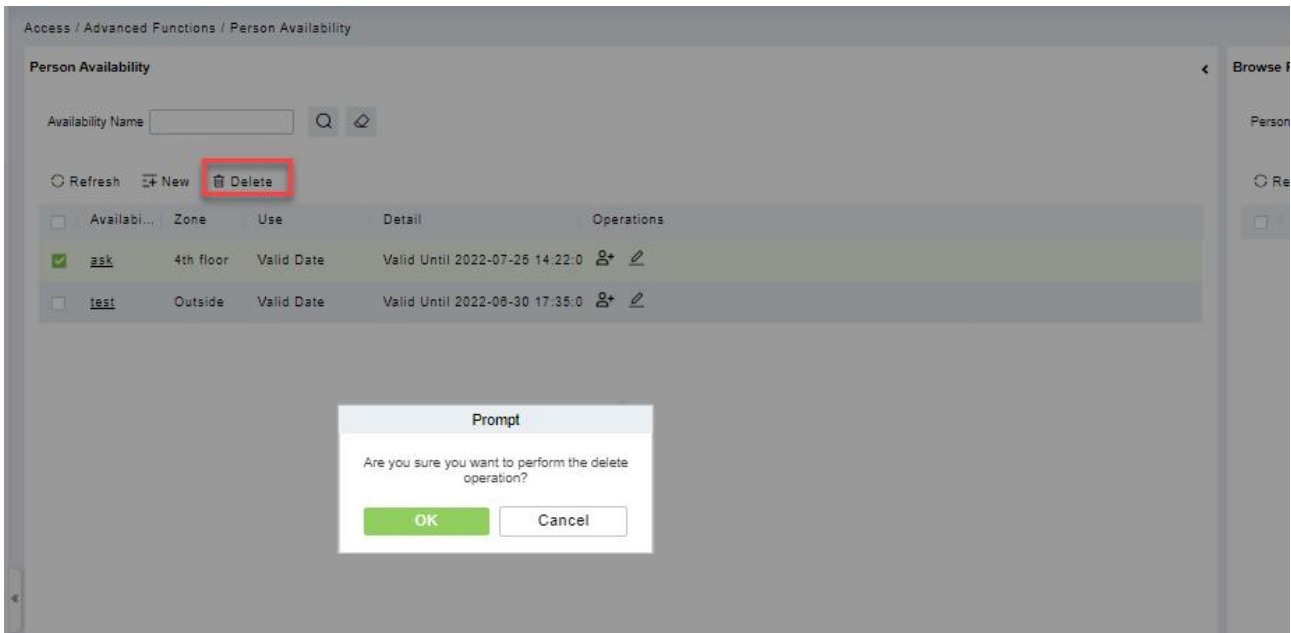 Access / Advanced Functions / Person Availability
Person Availability
Browse P
Availability Name
Person
Refresh New Delete
Re
Availabi... Zone Use Detail Operations
ask 4th floor Valid Date Valid Until 2022-07-25 14:22:0
test Outside Valid Date Valid Until 2022-06-30 17:35:0
Prompt
Are you sure you want to perform the delete
operation?
OK Cancel